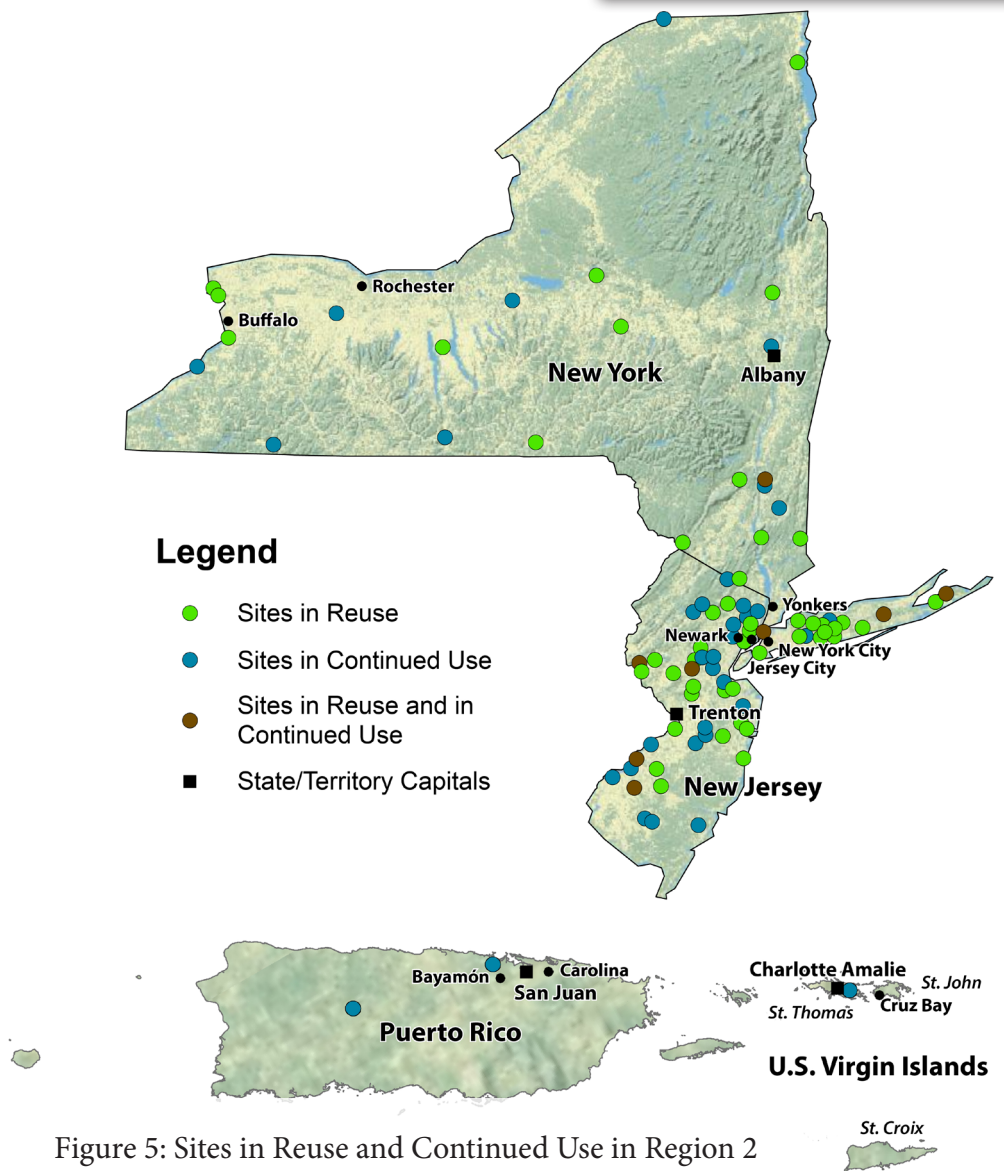 Rochester
Buffalo
New York
Albany
Legend
Sites in Reuse
Sites in Continued Use
Sites in Reuse and in
Continued Use
State/Territory Capitals
Yonkers
Newark
New York City
Jersey City
Trenton
New Jersey
Bayamón
Carolina
San Juan
Puerto Rico
Charlotte Amalie
St. John
Cruz Bay
St. Thomas
U.S. Virgin Islands
St. Croix
Figure 5: Sites in Reuse and Continued Use in Region 2